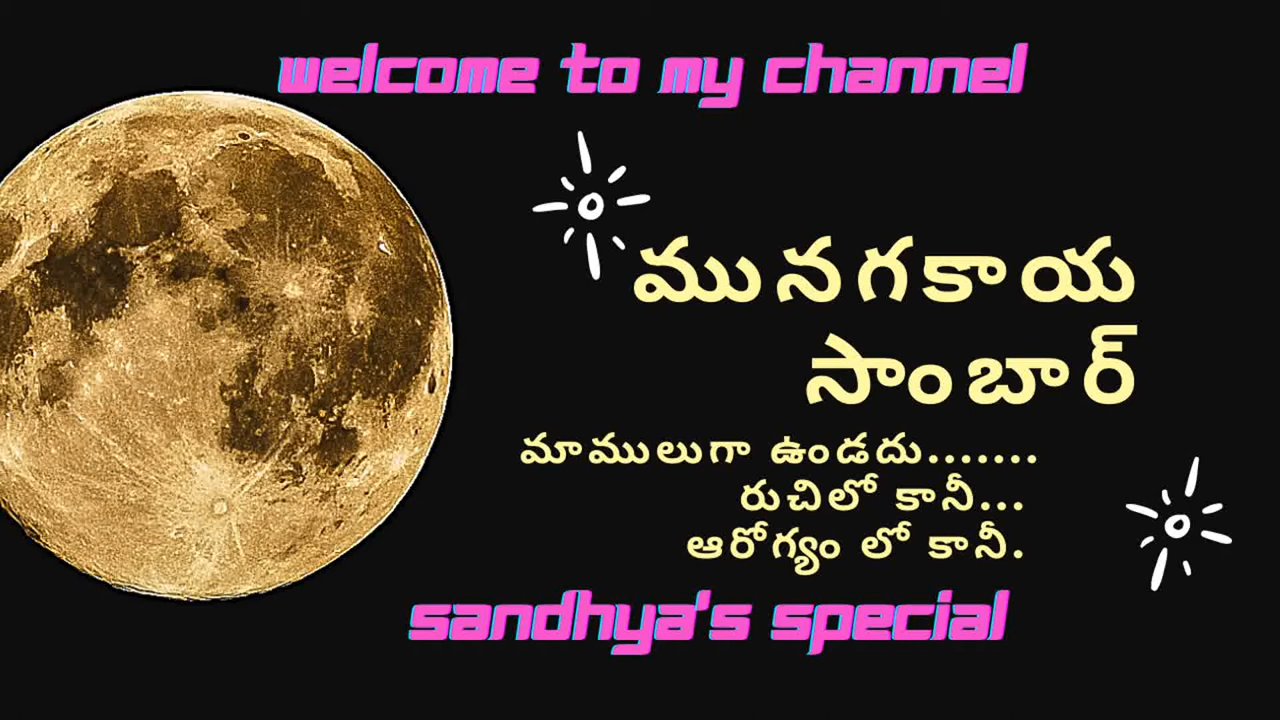 welcome to my channel
మునగకాయ
సాంబార్
మాములుగా ఉండదు.......
రుచిలో కానీ...
ఆరోగ్యం లో కానీ.
sandhya's special